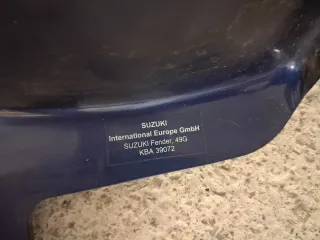 SUZUKI
International Europe GmbH
SUZUKI Fender, 49G
KBA 39072